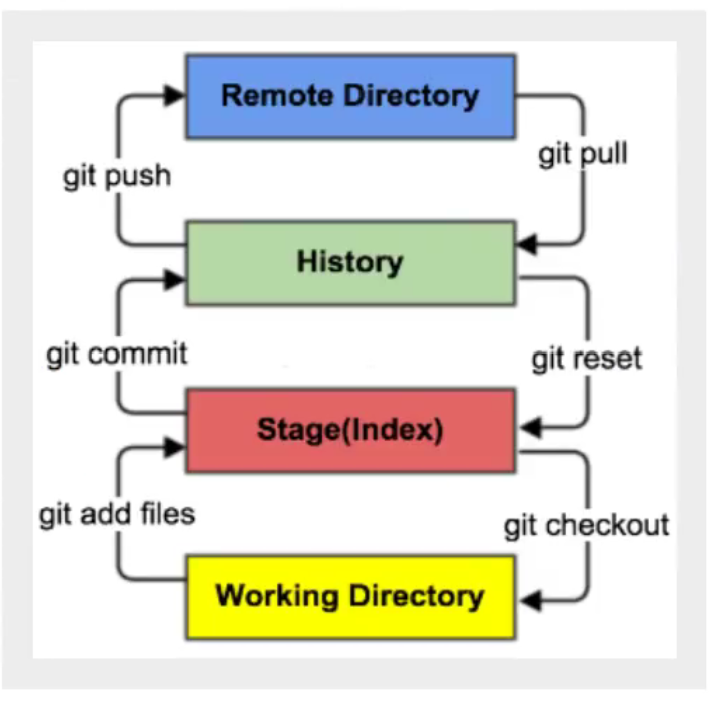 Remote Directory
git pull
git push
History
git commit
git reset
Stage(Index)
git add files
git checkout
Working Directory